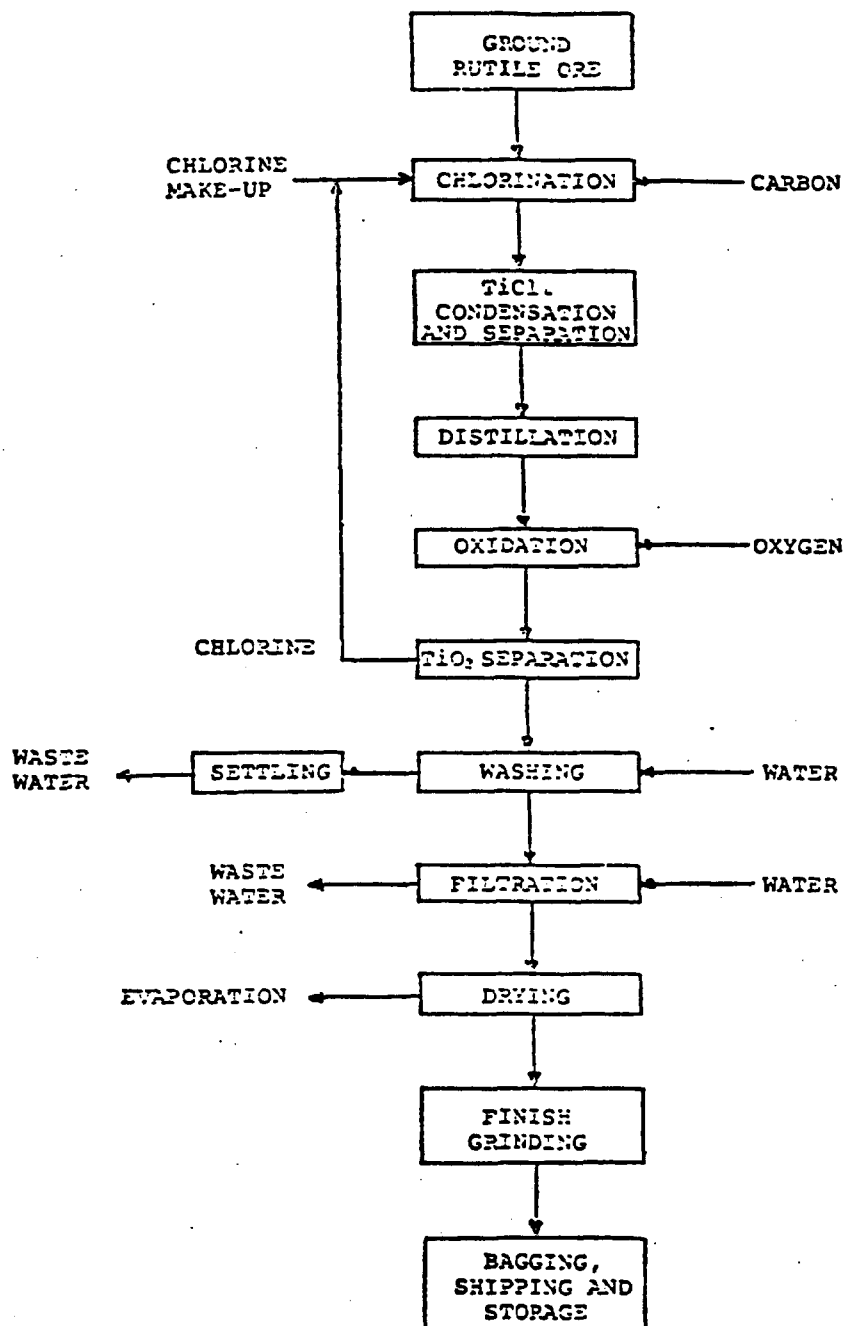 GROUND
RUTILE ORE
CHLORINE
MAKE-UP
CHLORINATION
CARBON
TiCl₄
CONDENSATION
AND SEPARATION
DISTILLATION
OXIDATION
OXYGEN
CHLORINE
TiO₂ SEPARATION
WASTE
WATER
SETTLING
WASHING
WATER
WASTE
WATER
FILTRATION
WATER
EVAPORATION
DRYING
FINISH
GRINDING
BAGGING,
SHIPPING AND
STORAGE